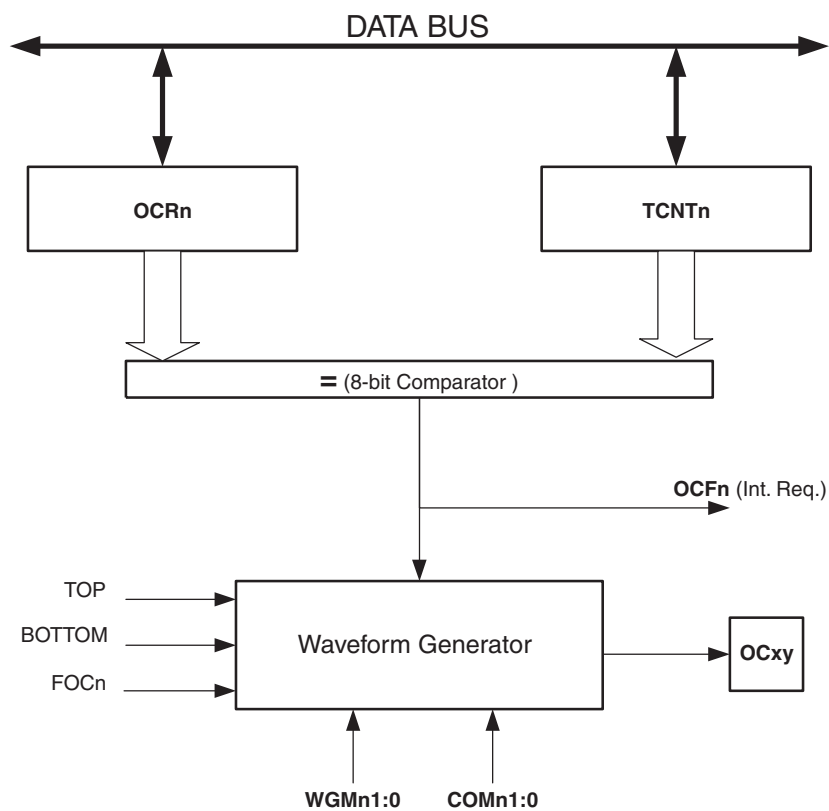 DATA BUS
OCRn
TCNTn
= (8-bit Comparator )
OCFn (Int. Req.)
TOP
BOTTOM
FOCn
Waveform Generator
OCxy
WGMn1:0
COMn1:0